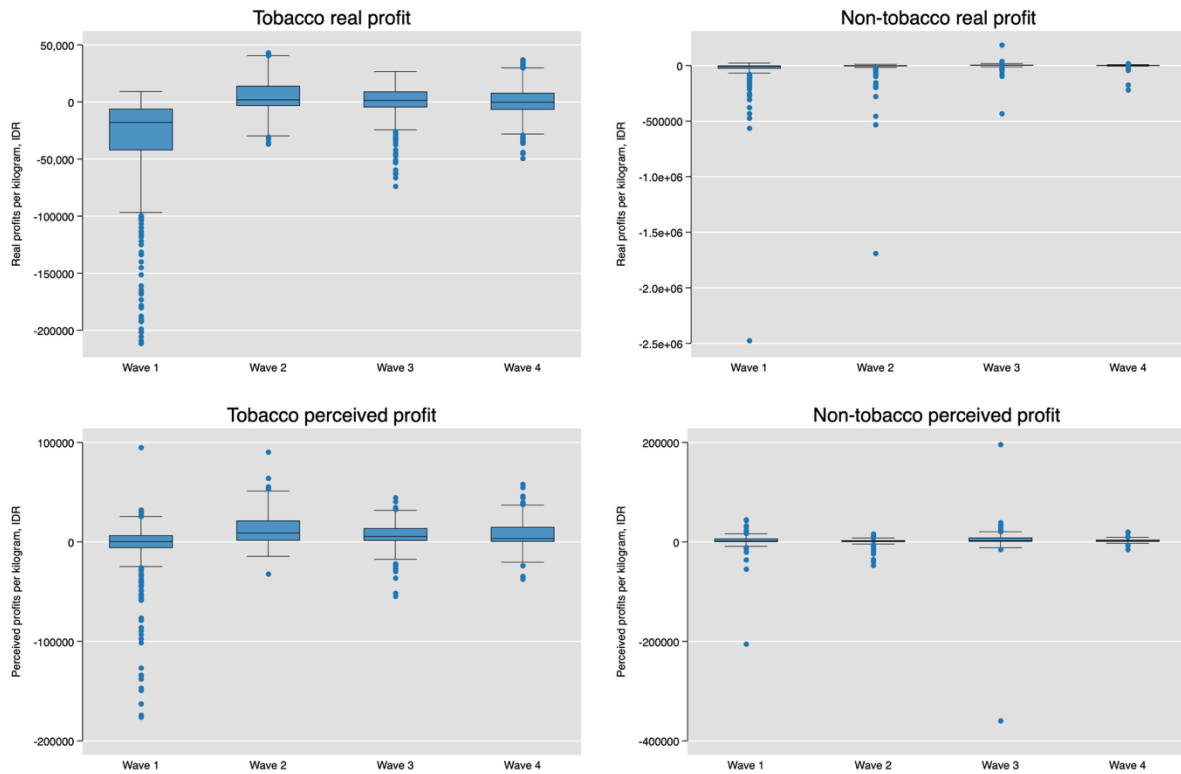 Tobacco real profit
Real profits per kilogram, IDR
50,000
0
-50,000
-100000
-150000
-200000
Wave 1 Wave 2 Wave 3 Wave 4
Non-tobacco real profit
Real profits per kilogram, IDR
0
-500000
-1.0e+06
-1.5e+06
-2.0e+06
-2.5e+06
Wave 1 Wave 2 Wave 3 Wave 4
Tobacco perceived profit
Perceived profits per kilogram, IDR
100000
0
-100000
-200000
Wave 1 Wave 2 Wave 3 Wave 4
Non-tobacco perceived profit
Perceived profits per kilogram, IDR
200000
0
-200000
-400000
Wave 1 Wave 2 Wave 3 Wave 4